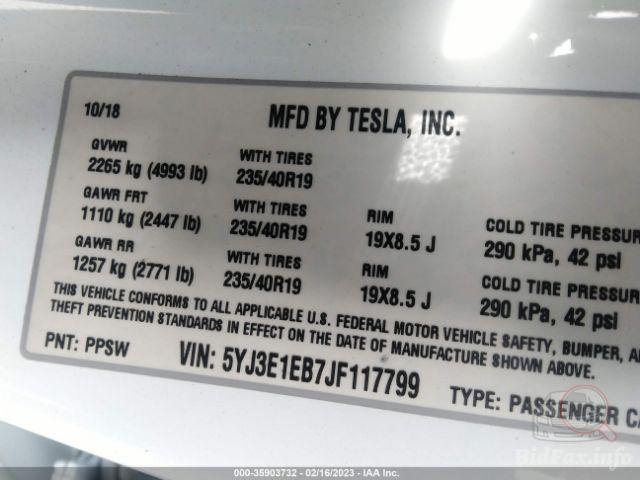 10/18 MFD BY TESLA, INC.
GVWR
2265 kg (4993 lb) WITH TIRES 235/40R19
GAWR FRT
1110 kg (2447 lb) WITH TIRES 235/40R19 RIM 19X8.5 J COLD TIRE PRESSUR 290 kPa, 42 psi
GAWR RR
1257 kg (2771 lb) WITH TIRES 235/40R19 RIM 19X8.5 J COLD TIRE PRESSUR 290 kPa, 42 psi
THIS VEHICLE CONFORMS TO ALL APPLICABLE U.S. FEDERAL MOTOR VEHICLE SAFETY, BUMPER, A
THEFT PREVENTION STANDARDS IN EFFECT ON THE DATE OF MANUFACTURE SHOWN ABOVE.
PNT: PPSW VIN: 5YJ3E1EB7JF117799 TYPE: PASSENGER CA
000-35903732 - 02/16/2023 - IAA Inc.
BidFax.info